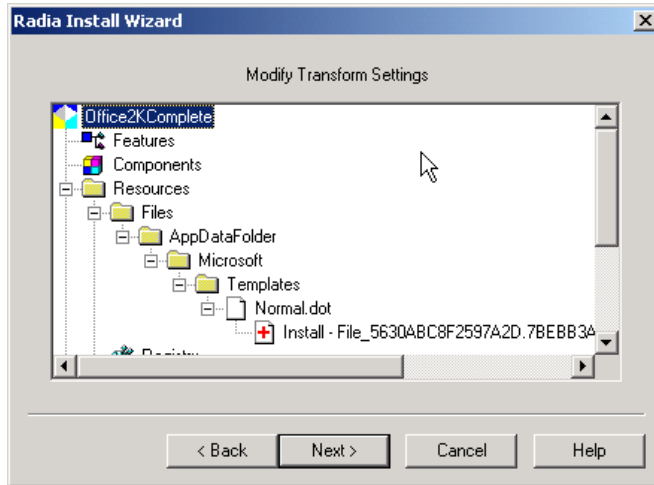 Radia Install Wizard
Modify Transform Settings
Office2KComplete
Features
Components
Resources
Files
AppDataFolder
Microsoft
Templates
Normal.dot
Install - File_5630ABC8F2597A2D.7BEBB3A
Registry
< Back Next > Cancel Help